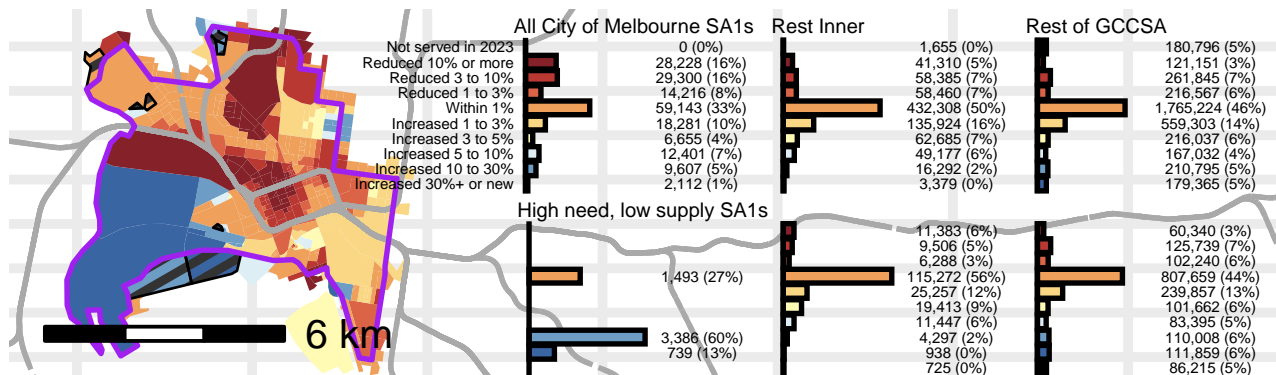 All City of Melbourne SA1s Rest Inner Rest of GCCSA
Not served in 2023 0 (0%) 1,655 (0%) 180,796 (5%)
Reduced 10% or more 28,228 (16%) 41,310 (5%) 121,151 (3%)
Reduced 3 to 10% 29,300 (16%) 58,385 (7%) 261,845 (7%)
Reduced 1 to 3% 14,216 (8%) 58,460 (7%) 216,567 (6%)
Within 1% 59,143 (33%) 432,308 (50%) 1,765,224 (46%)
Increased 1 to 3% 18,281 (10%) 135,924 (16%) 559,303 (14%)
Increased 3 to 5% 6,655 (4%) 62,685 (7%) 216,037 (6%)
Increased 5 to 10% 12,401 (7%) 49,177 (6%) 167,032 (4%)
Increased 10 to 30% 9,607 (5%) 16,292 (2%) 210,795 (5%)
Increased 30%+ or new 2,112 (1%) 3,379 (0%) 179,365 (5%)
High need, low supply SA1s
11,383 (6%) 60,340 (3%)
9,506 (5%) 125,739 (7%)
6,288 (3%) 102,240 (6%)
1,493 (27%) 115,272 (56%) 807,659 (44%)
25,257 (12%) 239,857 (13%)
19,413 (9%) 101,662 (6%)
11,447 (6%) 83,395 (5%)
3,386 (60%) 4,297 (2%) 110,008 (6%)
739 (13%) 938 (0%) 111,859 (6%)
725 (0%) 86,215 (5%)
6 km